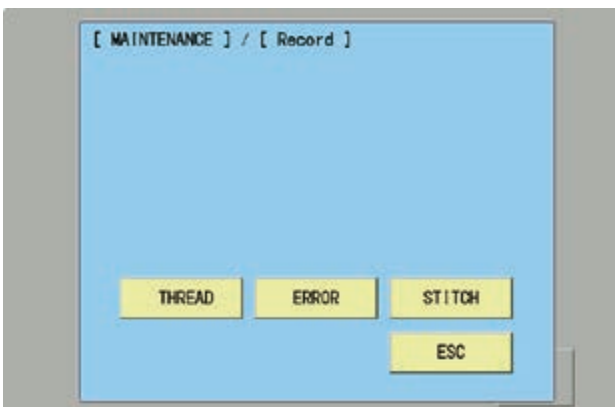 [ MAINTENANCE ] / [ Record ]
THREAD ERROR STITCH
ESC